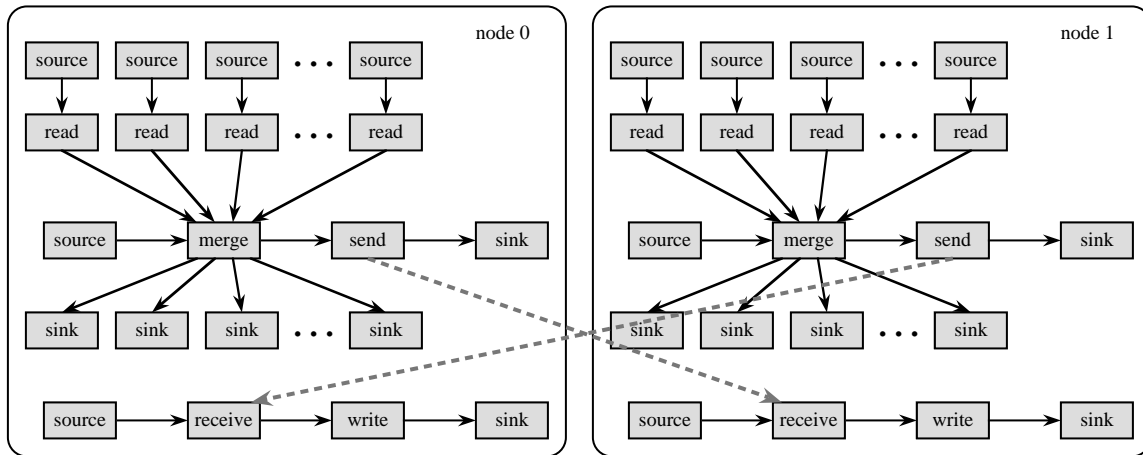 node 0
source source source • • • source
read read read • • • read
source merge send sink
sink sink sink • • • sink
source receive write sink
node 1
source source source • • • source
read read read • • • read
source merge send sink
sink sink sink • • • sink
source receive write sink